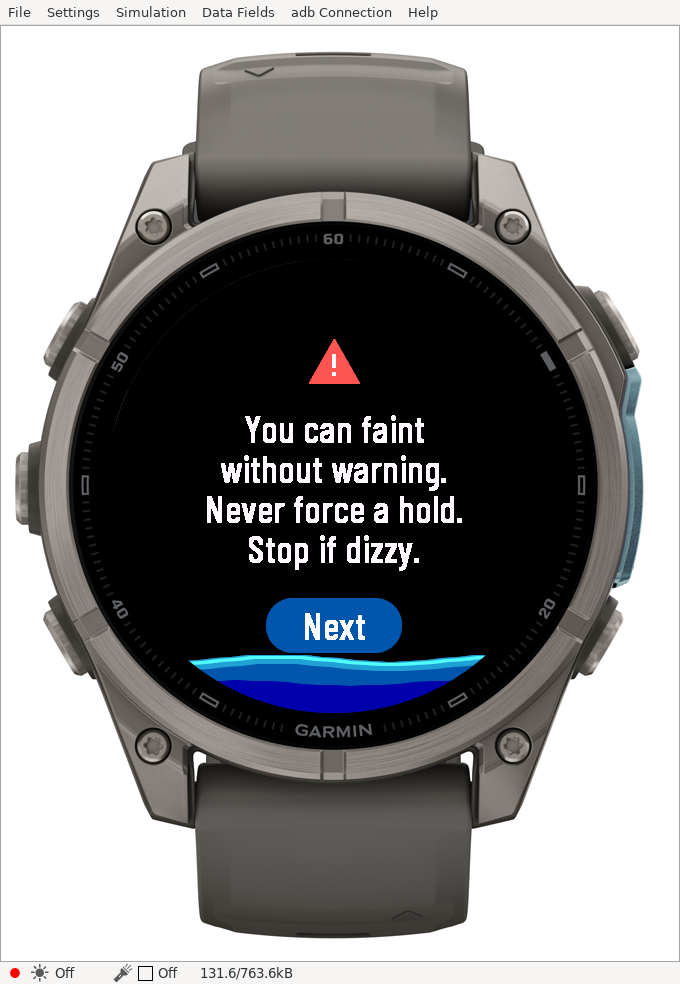 File Settings Simulation Data Fields adb Connection Help
60
50
!
You can faint
without warning.
Never force a hold.
Stop if dizzy.
40
20
Next
GARMIN
Off Off 131.6/763.6kB